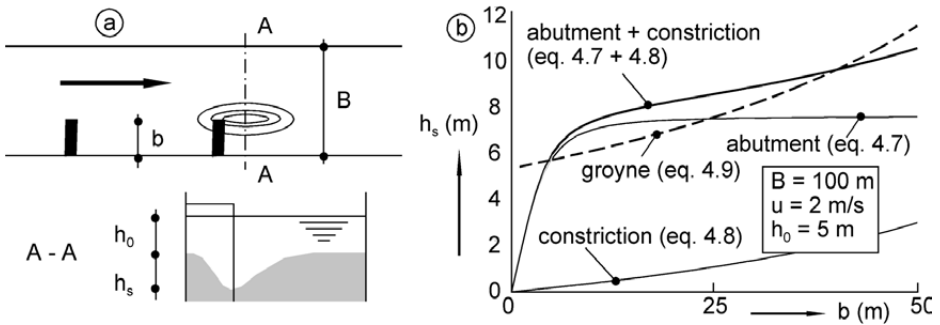 a
A
B
b
A
A - A
h₀
hₛ
b
12
10
8
6
4
2
0
hₛ (m)
abutment + constriction
(eq. 4.7 + 4.8)
abutment (eq. 4.7)
groyne (eq. 4.9)
B = 100 m
u = 2 m/s
h₀ = 5 m
constriction (eq. 4.8)
0
25
50
b (m)